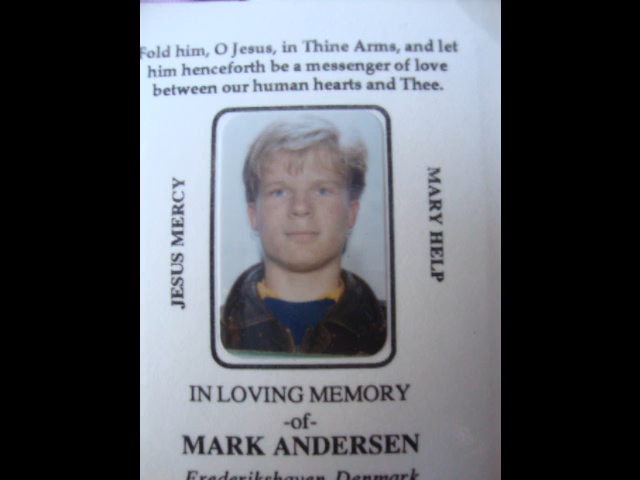 Fold him, O Jesus, in Thine Arms, and let
him henceforth be a messenger of love
between our human hearts and Thee.
JESUS MERCY
MARY HELP
IN LOVING MEMORY
-of-
MARK ANDERSEN
Frederikshaven, Denmark